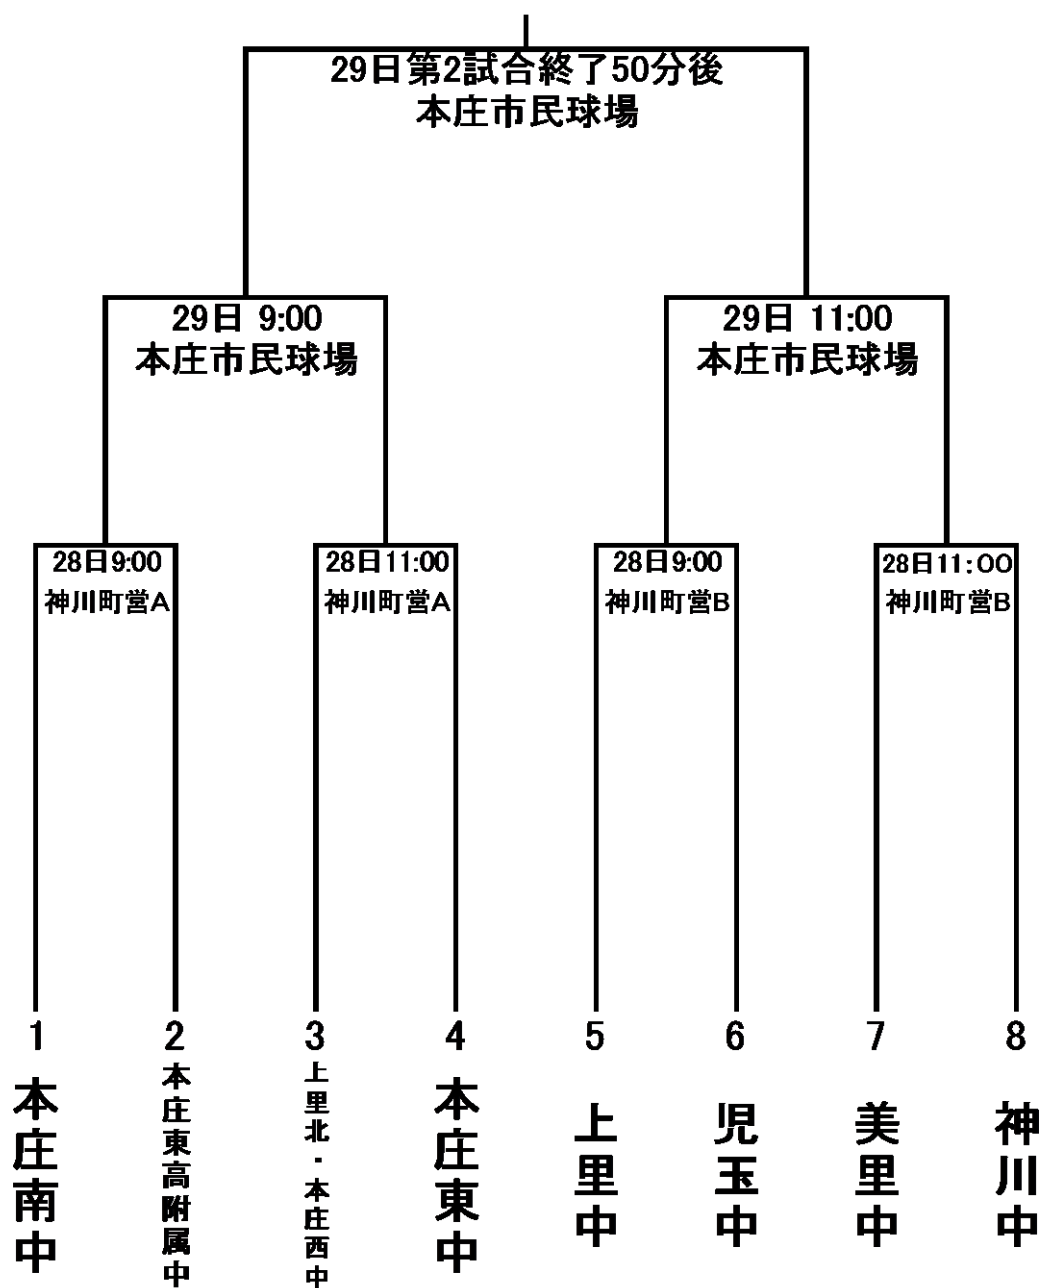 29日第2試合終了50分後
本庄市民球場
29日 9:00
本庄市民球場
29日 11:00
本庄市民球場
28日9:00
神川町営A
28日11:00
神川町営A
28日9:00
神川町営B
28日11:00
神川町営B
1
2
3
4
5
6
7
8
本庄南中
本庄東高附属中
上里北・本庄西中
本庄東中
上里中
児玉中
美里中
神川中